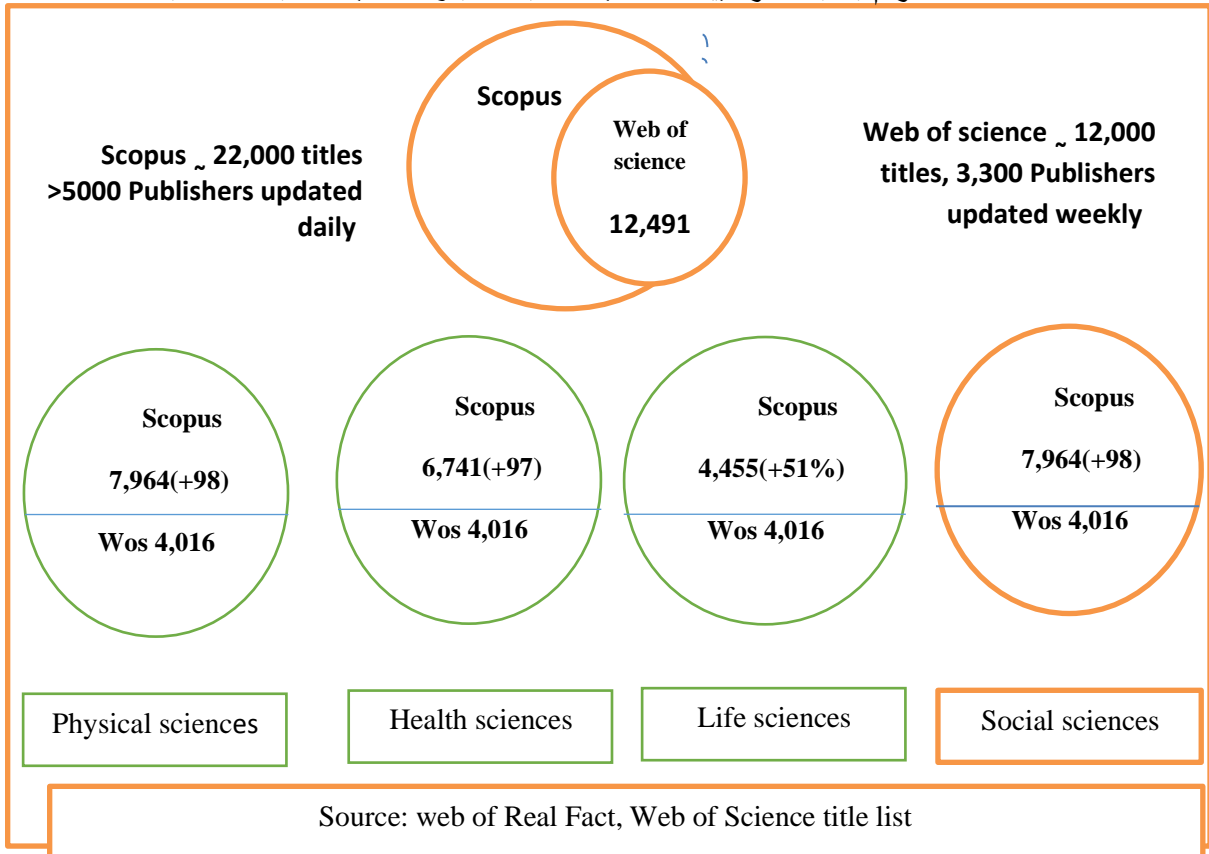 Scopus
Web of
science
12,491
Scopus ~ 22,000 titles
>5000 Publishers updated
daily
Web of science ~ 12,000
titles, 3,300 Publishers
updated weekly
Scopus
7,964(+98)
Wos 4,016
Scopus
6,741(+97)
Wos 4,016
Scopus
4,455(+51%)
Wos 4,016
Scopus
7,964(+98)
Wos 4,016
Physical sciences
Health sciences
Life sciences
Social sciences
Source: web of Real Fact, Web of Science title list